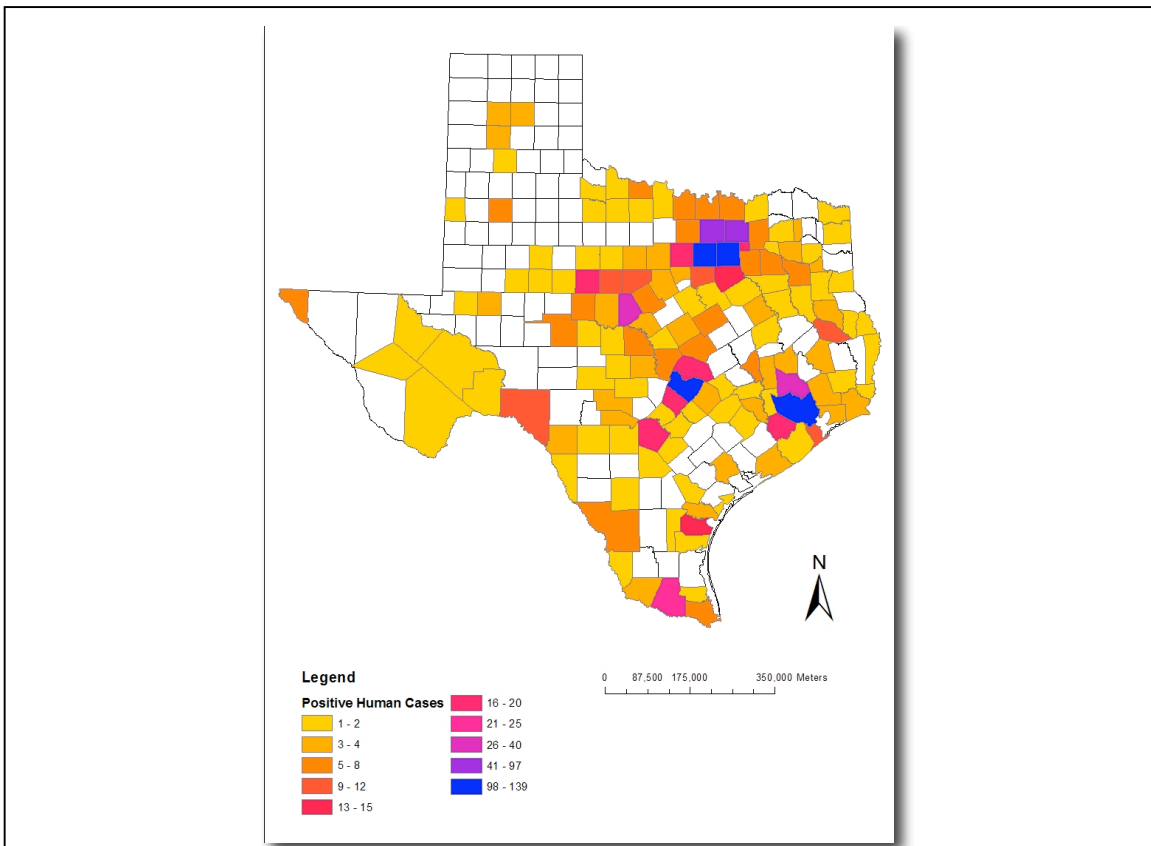 N
Legend
0 87,500 175,000 350,000 Meters
Positive Human Cases
1 - 2
3 - 4
5 - 8
9 - 12
13 - 15
16 - 20
21 - 25
26 - 40
41 - 97
98 - 139